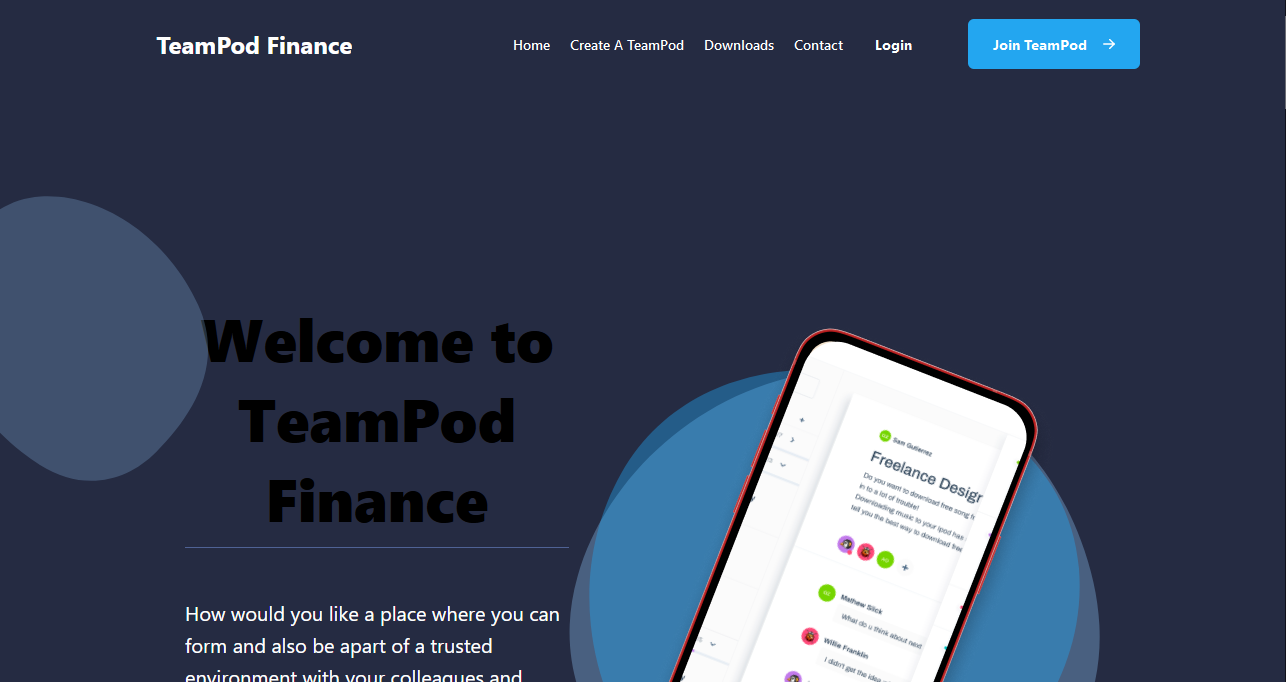 TeamPod Finance
Home Create A TeamPod Downloads Contact Login Join TeamPod →
Welcome to
TeamPod
Finance
How would you like a place where you can
form and also be apart of a trusted
environment with your colleagues and
Sam Gutierrez
Freelance Design
Do you want to download free song
in to a lot of trouble!
Downloading music to your ipod has
tell you the best way to download free
Mathew Slick
What do u think about next
Willie Franklin
I didn't get the idea